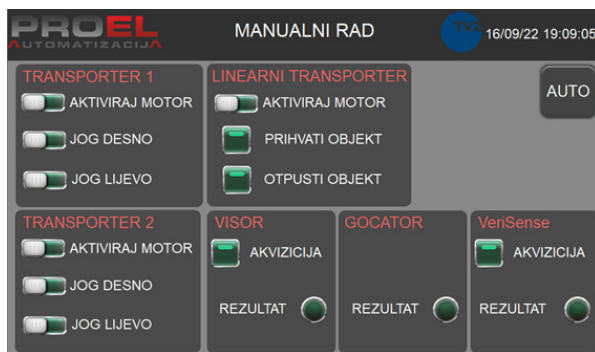 PROEL
AUTOMATIZACIJA
MANUALNI RAD
16/09/22 19:09:05
TRANSPORTER 1
AKTIVIRAJ MOTOR
JOG DESNO
JOG LIJEVO
LINEARNI TRANSPORTER
AKTIVIRAJ MOTOR
PRIHVATI OBJEKT
OTPUSTI OBJEKT
AUTO
TRANSPORTER 2
AKTIVIRAJ MOTOR
JOG DESNO
JOG LIJEVO
VISOR
AKVIZICIJA
REZULTAT
GOCATOR
REZULTAT
VeriSense
AKVIZICIJA
REZULTAT